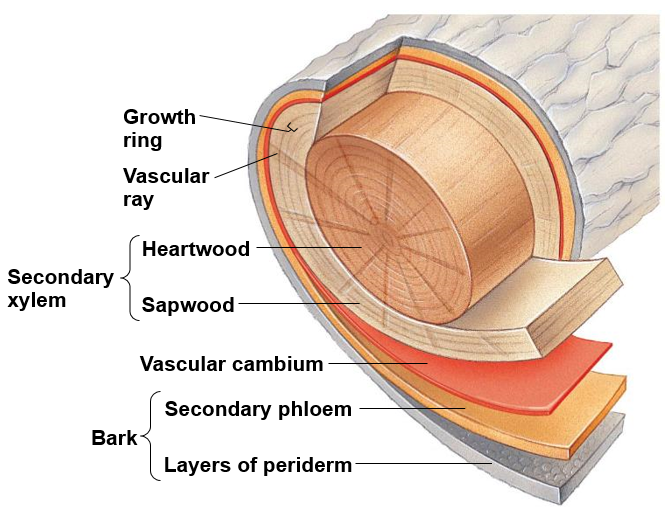 Growth
ring
Vascular
ray
Heartwood
Secondary
xylem
Sapwood
Vascular cambium
Secondary phloem
Bark
Layers of periderm